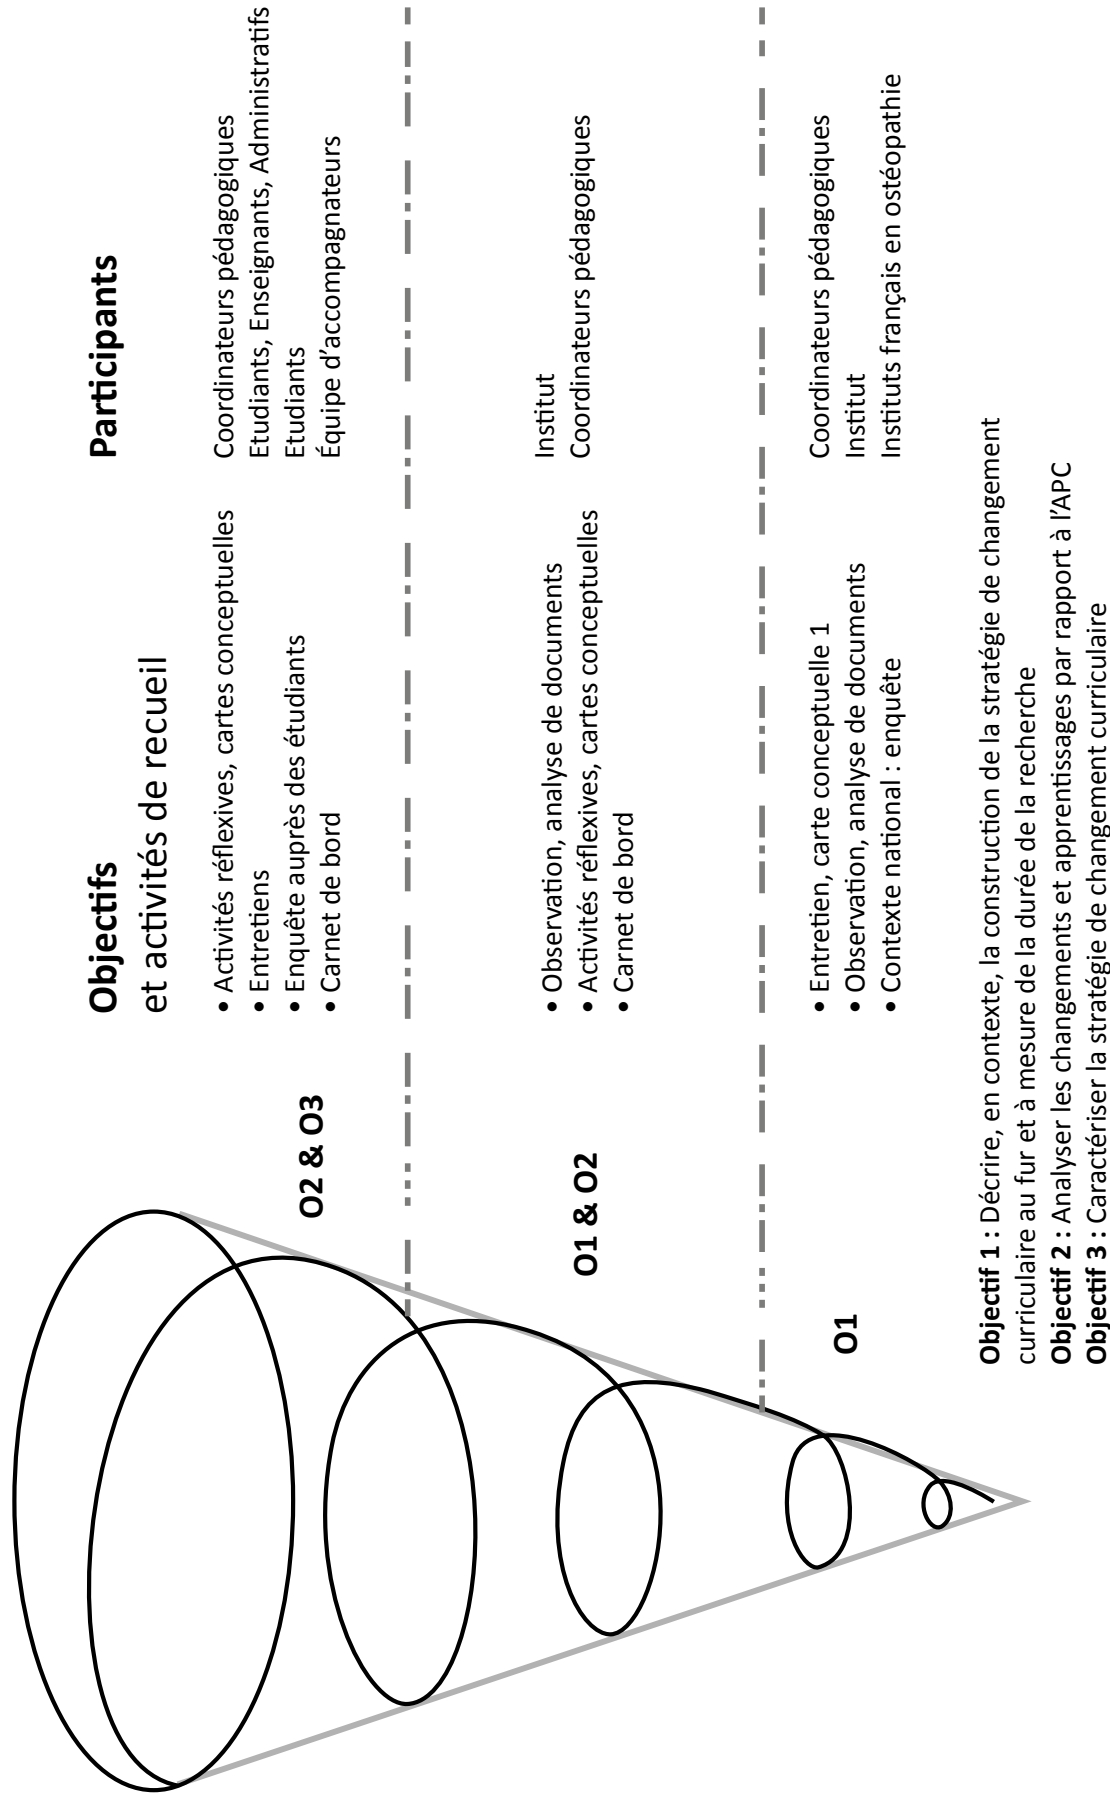 Objectifs
et activités de recueil
Participants
O2 & O3
• Activités réflexives, cartes conceptuelles
• Entretiens
• Enquête auprès des étudiants
• Carnet de bord
Coordinateurs pédagogiques
Etudiants, Enseignants, Administratifs
Etudiants
Équipe d'accompagnateurs
O1 & O2
• Observation, analyse de documents
• Activités réflexives, cartes conceptuelles
• Carnet de bord
Institut
Coordinateurs pédagogiques
O1
• Entretien, carte conceptuelle 1
• Observation, analyse de documents
• Contexte national : enquête
Coordinateurs pédagogiques
Institut
Instituts français en ostéopathie
Objectif 1 : Décrire, en contexte, la construction de la stratégie de changement
curriculaire au fur et à mesure de la durée de la recherche
Objectif 2 : Analyser les changements et apprentissages par rapport à l'APC
Objectif 3 : Caractériser la stratégie de changement curriculaire